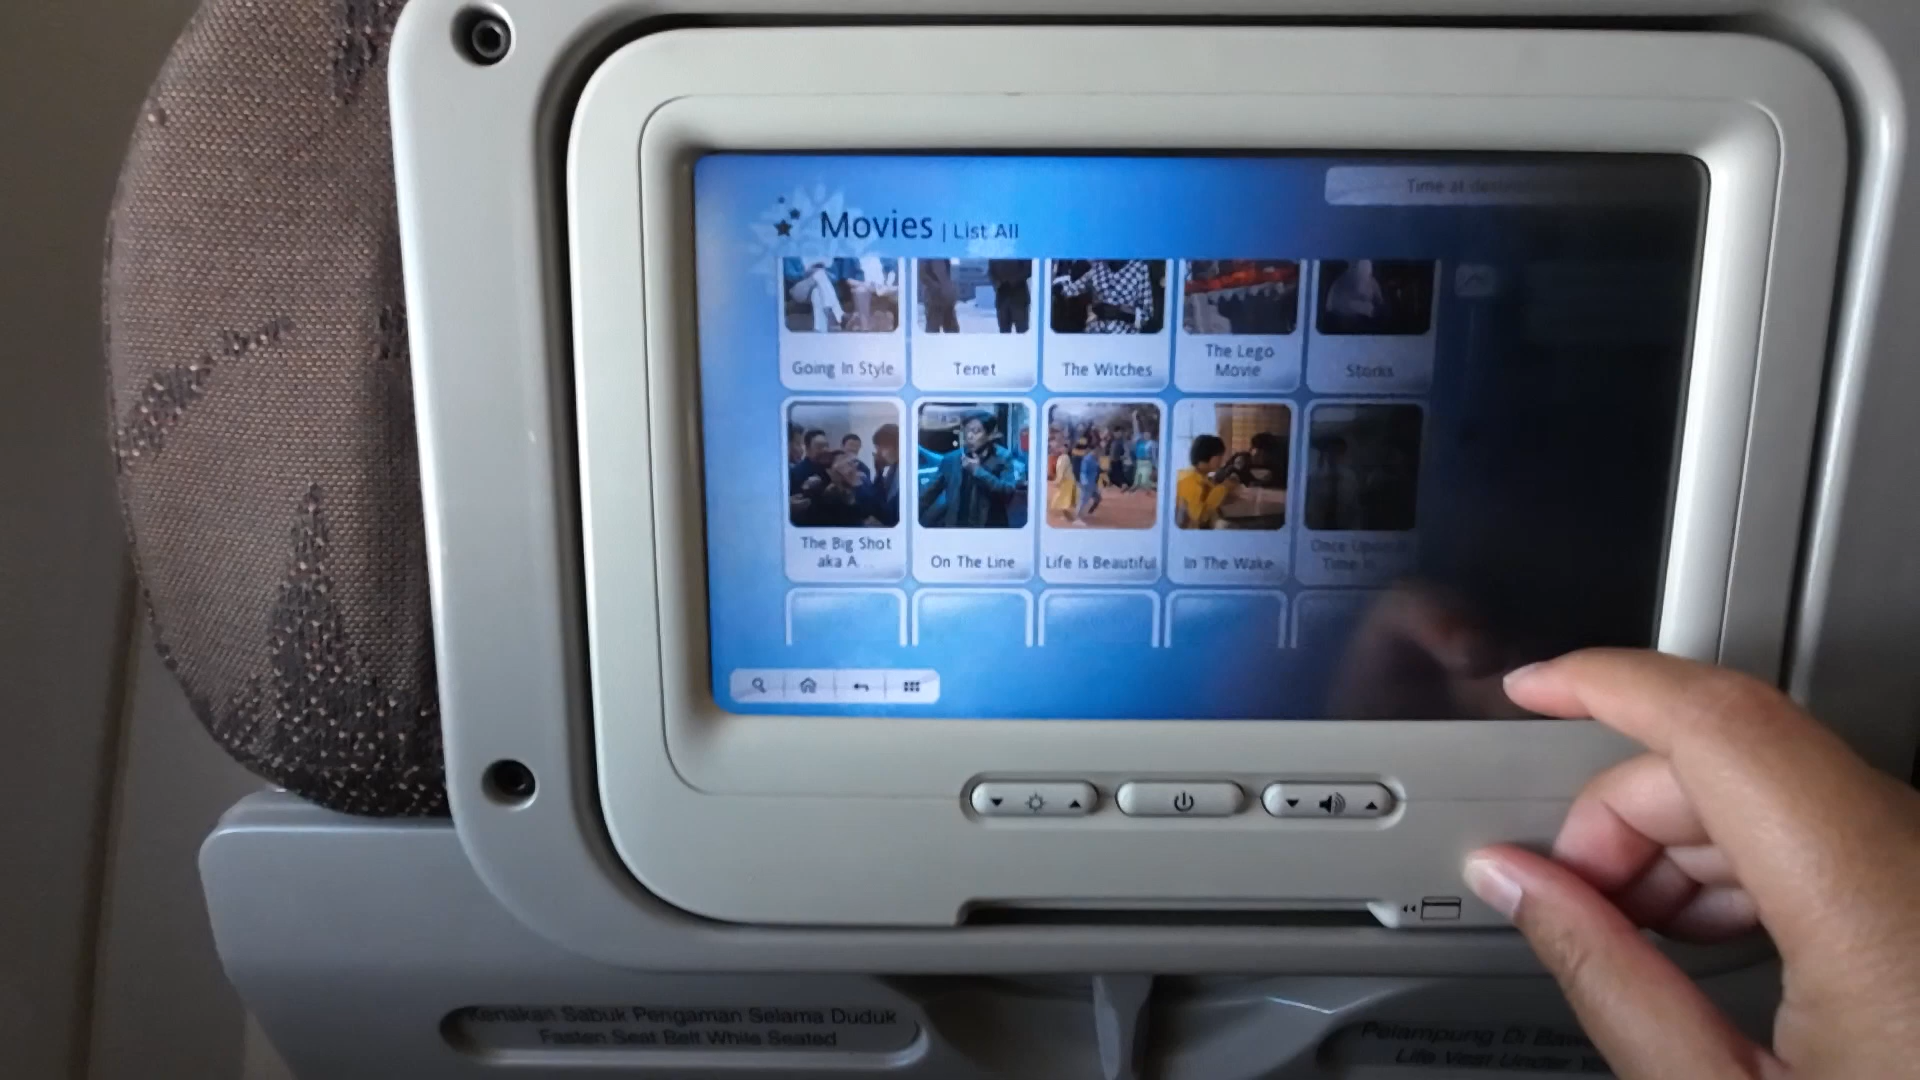 Time at
Movies | List All
Going In Style
Tenet
The Witches
The Lego
Movie
Storks
The Big Shot
aka A...
On The Line
Life Is Beautiful
In The Wake
Once Upon A
Time In...
Kenakan Sabuk Pengaman Selama Duduk
Fasten Seat Belt While Seated
Pelampung Di
Life Vest Under